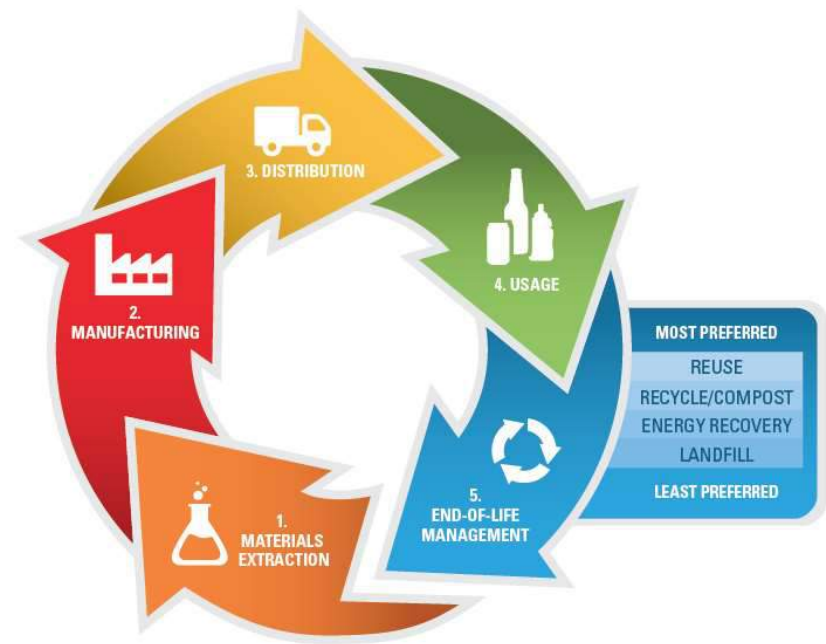 1.
MATERIALS
EXTRACTION
2.
MANUFACTURING
3. DISTRIBUTION
4. USAGE
5.
END-OF-LIFE
MANAGEMENT
MOST PREFERRED
REUSE
RECYCLE/COMPOST
ENERGY RECOVERY
LANDFILL
LEAST PREFERRED